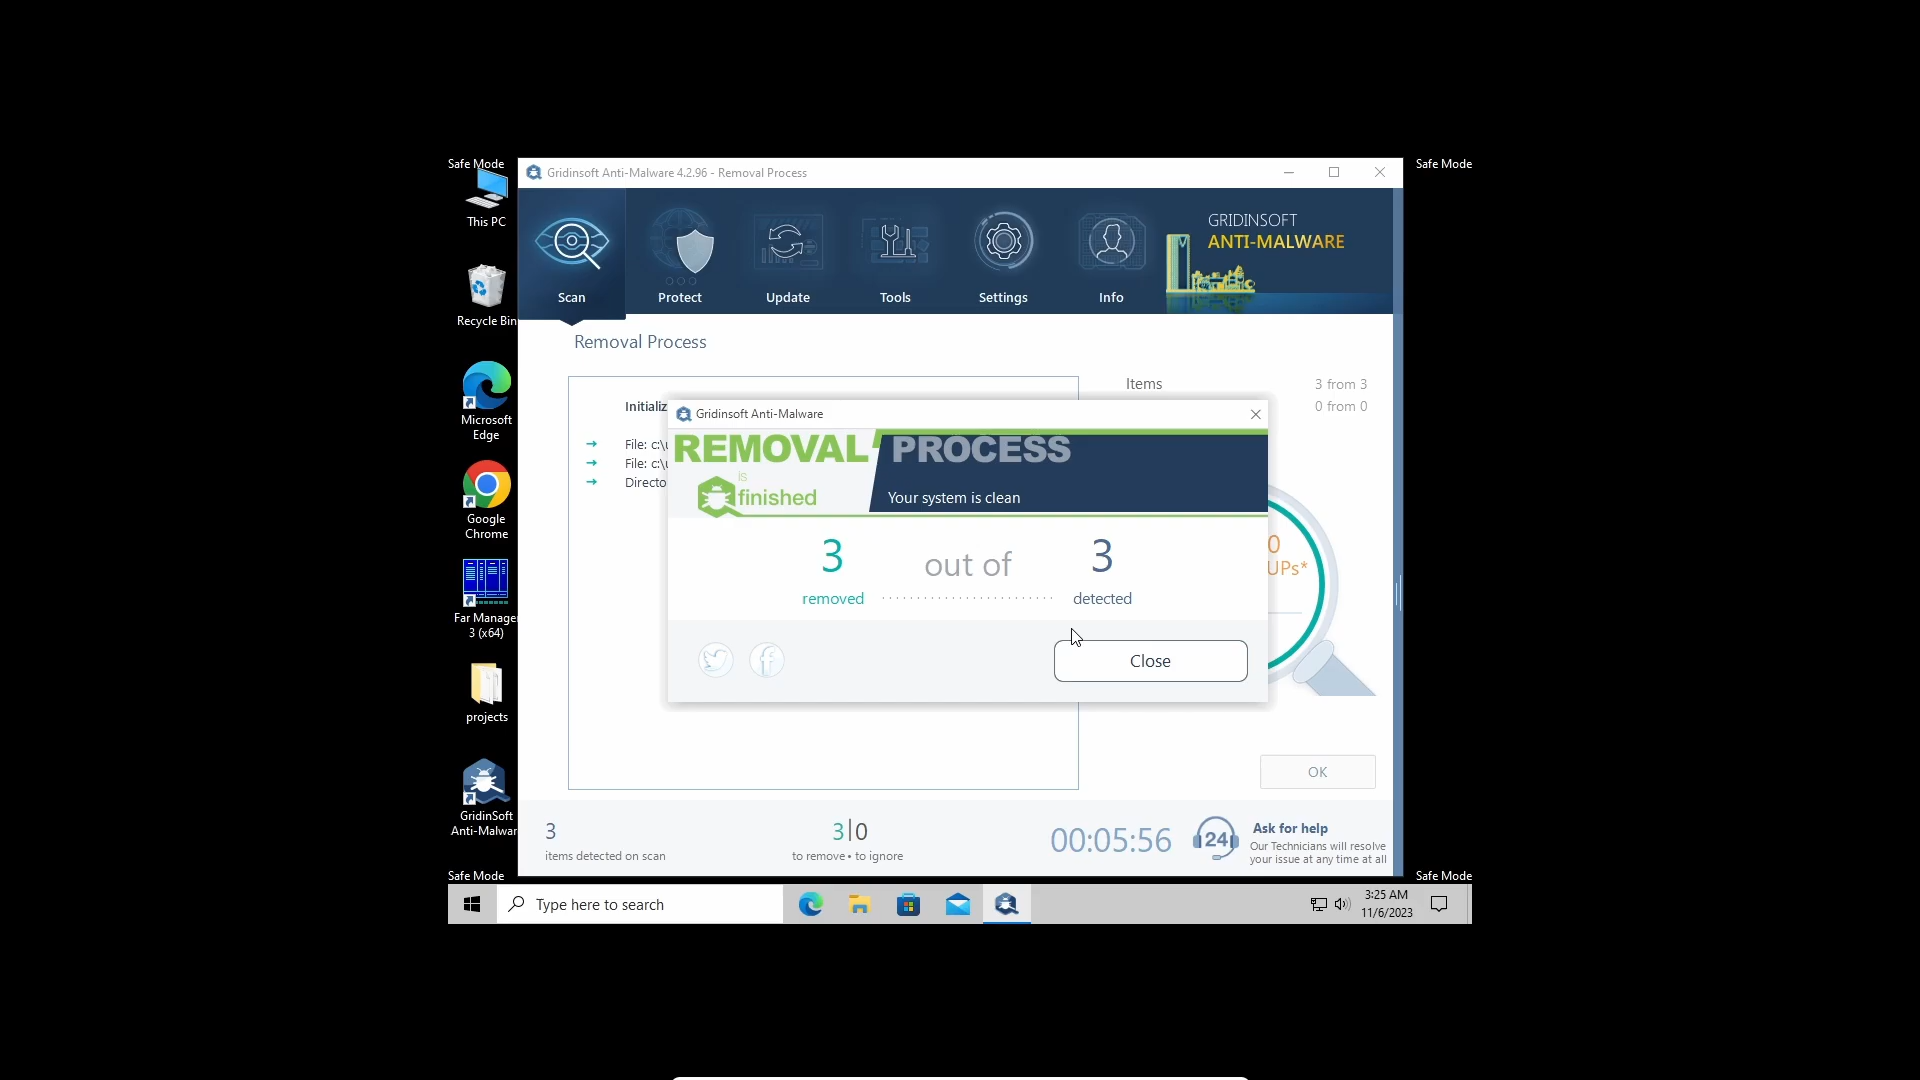 Safe Mode
Safe Mode
Gridinsoft Anti-Malware 4.2.96 - Removal Process
Scan
Protect
Update
Tools
Settings
Info
GRIDINSOFT
ANTI-MALWARE
This PC
Recycle Bin
Microsoft
Edge
Google
Chrome
Far Manage
3 (x64)
projects
GridinSoft
Anti-Malwar
Removal Process
Initializ
File: c:\u
File: c:\u
Directo
Items
3 from 3
0 from 0
Gridinsoft Anti-Malware
REMOVAL PROCESS
is
finished
Your system is clean
3 out of 3
removed
detected
Close
0
UPs*
OK
3
items detected on scan
3|0
to remove • to ignore
00:05:56
24
Ask for help
Our Technicians will resolve
your issue at any time at all
Safe Mode
Safe Mode
Type here to search
3:25 AM
11/6/2023